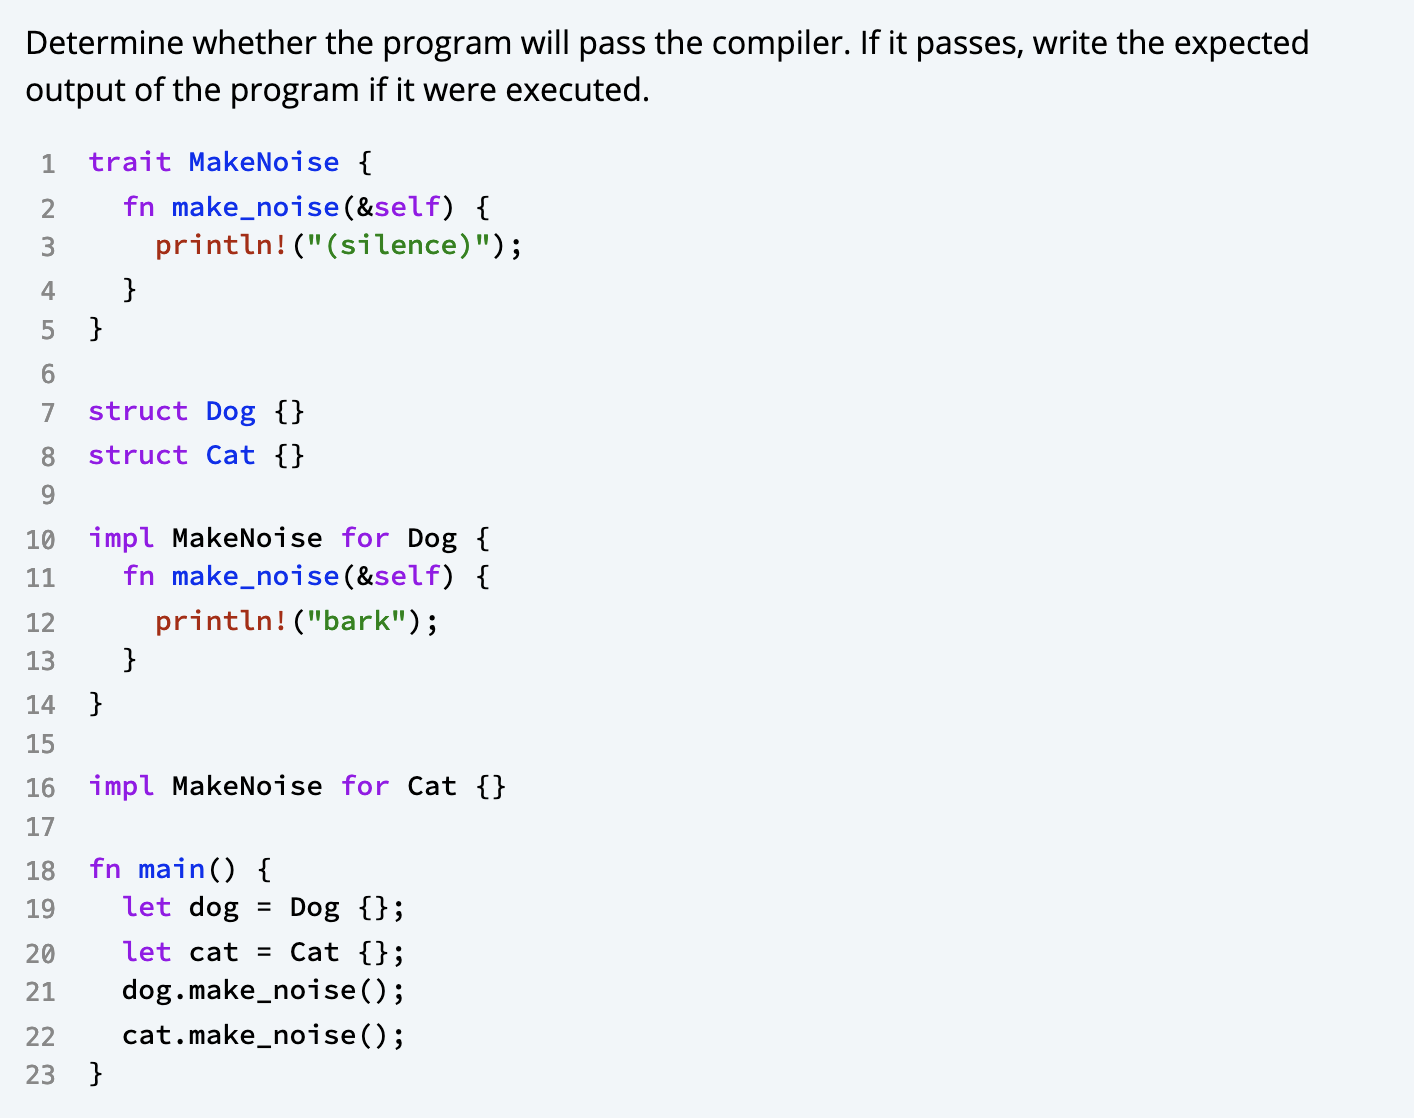 Determine whether the program will pass the compiler. If it passes, write the expected
output of the program if it were executed.
1 trait MakeNoise {
2   fn make_noise(&self) {
3     println!("(silence)");
4   }
5 }
6
7 struct Dog {}
8 struct Cat {}
9
10 impl MakeNoise for Dog {
11   fn make_noise(&self) {
12     println!("bark");
13   }
14 }
15
16 impl MakeNoise for Cat {}
17
18 fn main() {
19   let dog = Dog {};
20   let cat = Cat {};
21   dog.make_noise();
22   cat.make_noise();
23 }